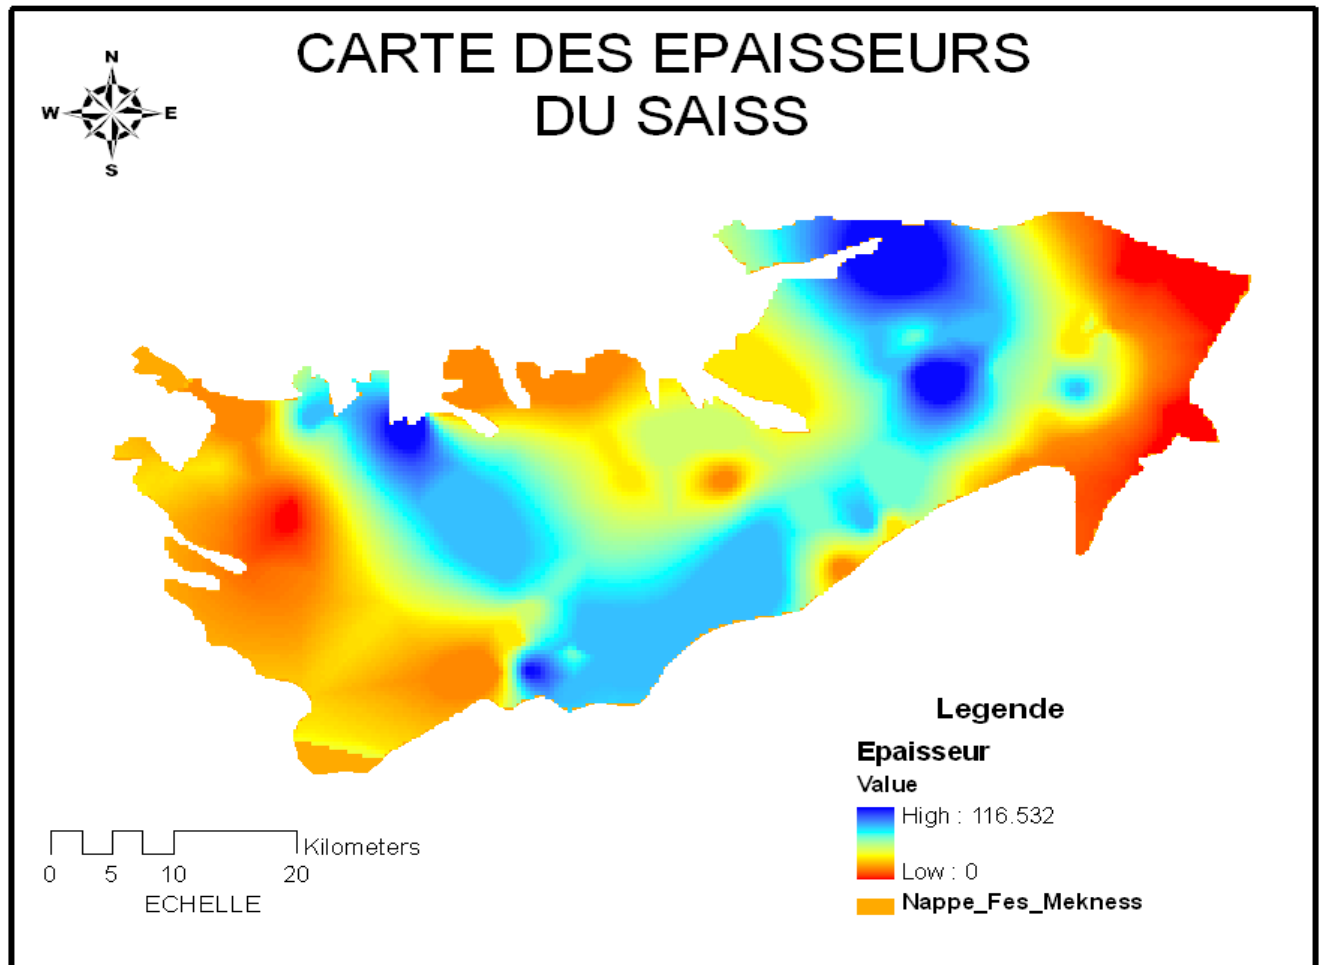 CARTE DES EPAISSEURS
DU SAISS
N
W E
S
Legende
Epaisseur
Value
High : 116.532
Low : 0
Nappe_Fes_Mekness
Kilometers
0 5 10 20
ECHELLE